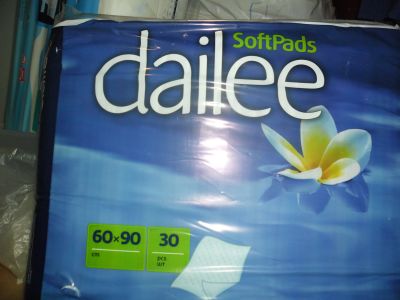 SoftPads
dailee
60×90
cm
30
pcs
шт